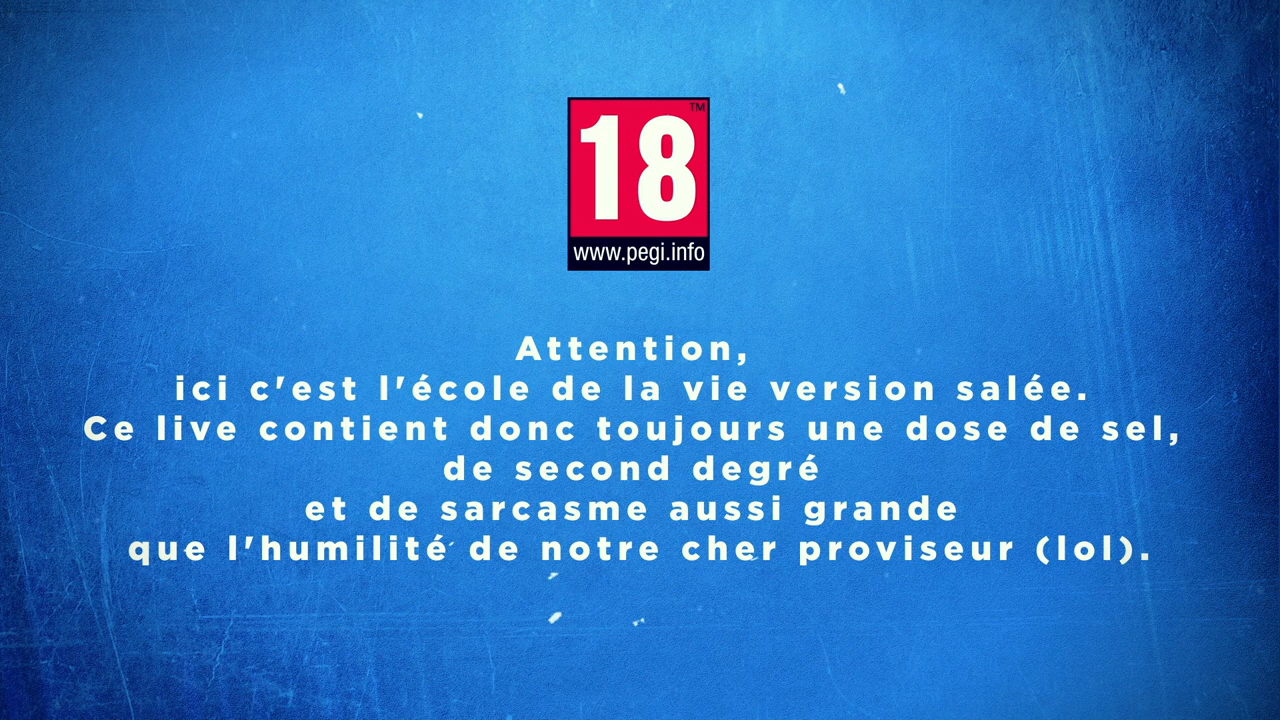 TM
18
www.pegi.info
Attention,
ici c'est l'école de la vie version salée.
Ce live contient donc toujours une dose de sel,
de second degré
et de sarcasme aussi grande
que l'humilité de notre cher proviseur (lol).